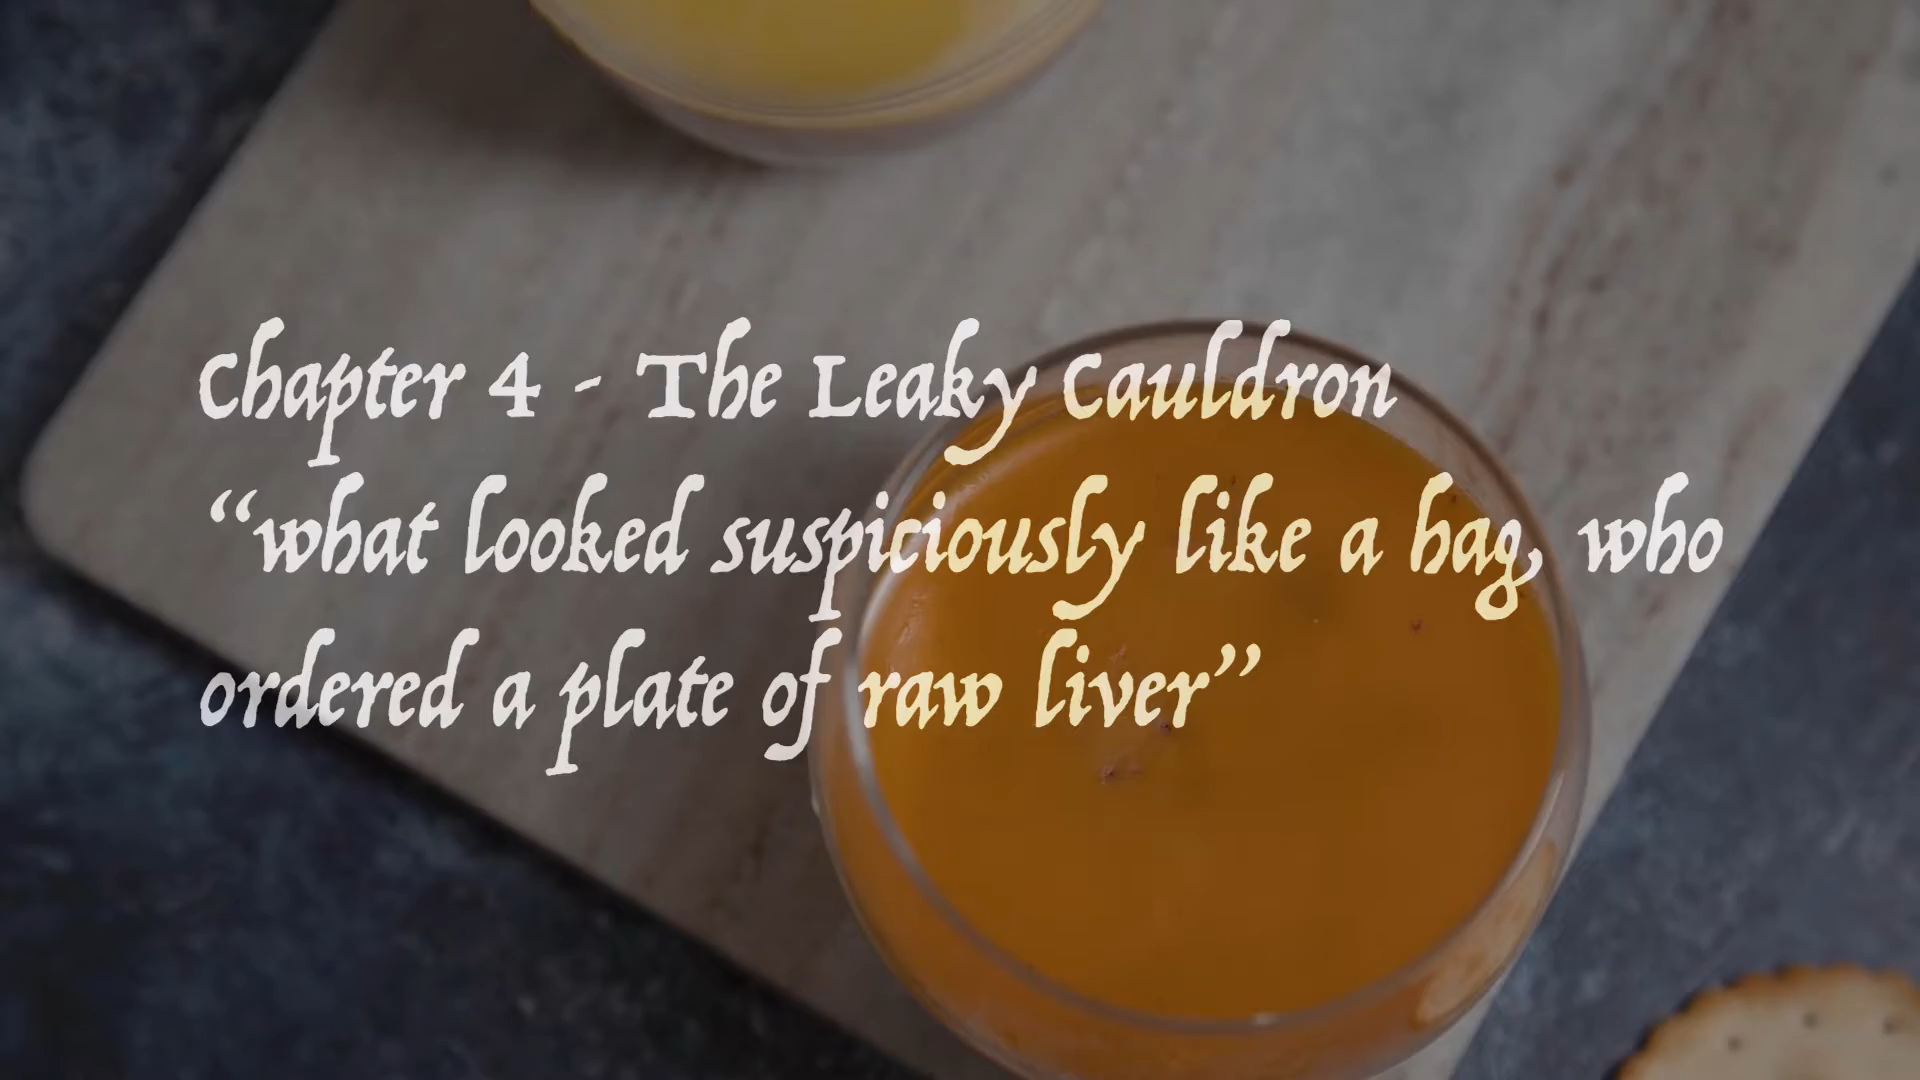 Chapter 4 - The Leaky Cauldron
“what looked suspiciously like a hag, who
ordered a plate of raw liver”